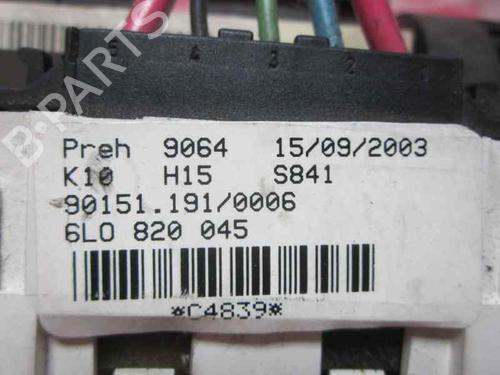 5 4 3 2 1
B-PARTS
Preh 9064 15/09/2003
K10 H15 S841
90151.191/0006
6L0 820 045
*C4839*